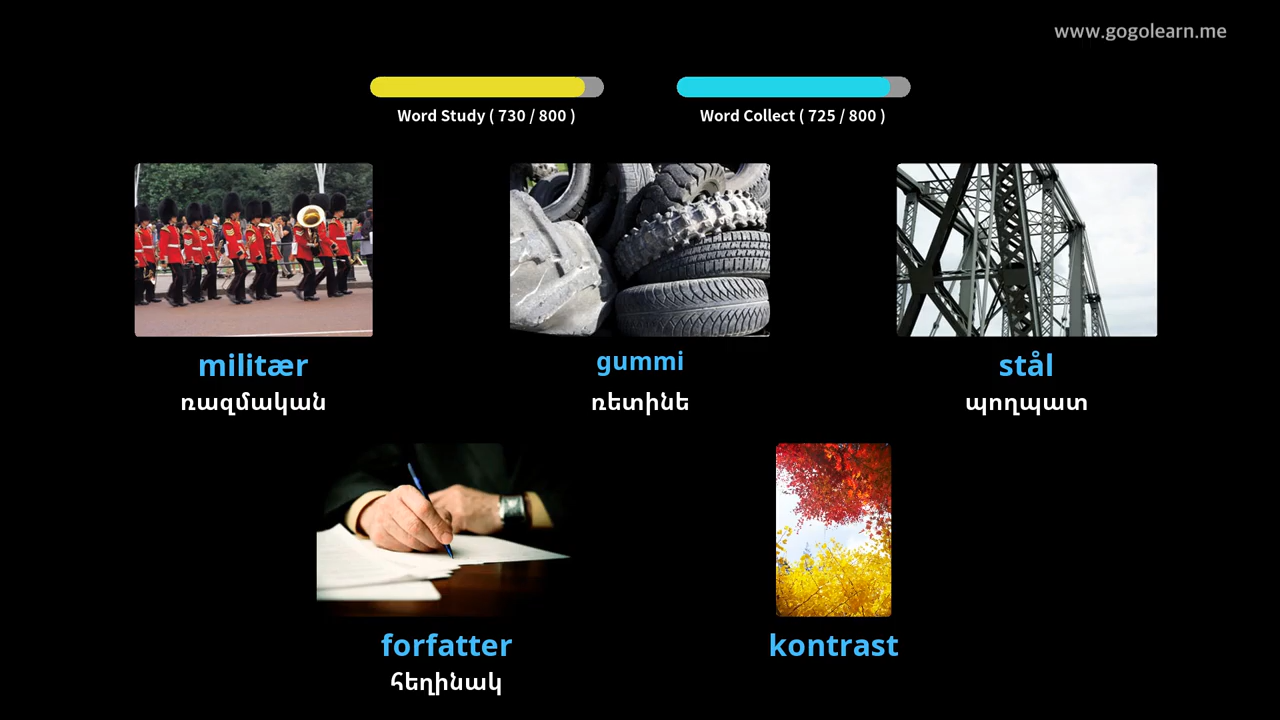 www.gogolearn.me
Word Study ( 730 / 800 )
Word Collect ( 725 / 800 )
militær
gummi
stål
ռազմական
ռետինե
պողպատ
forfatter
kontrast
հեղինակ